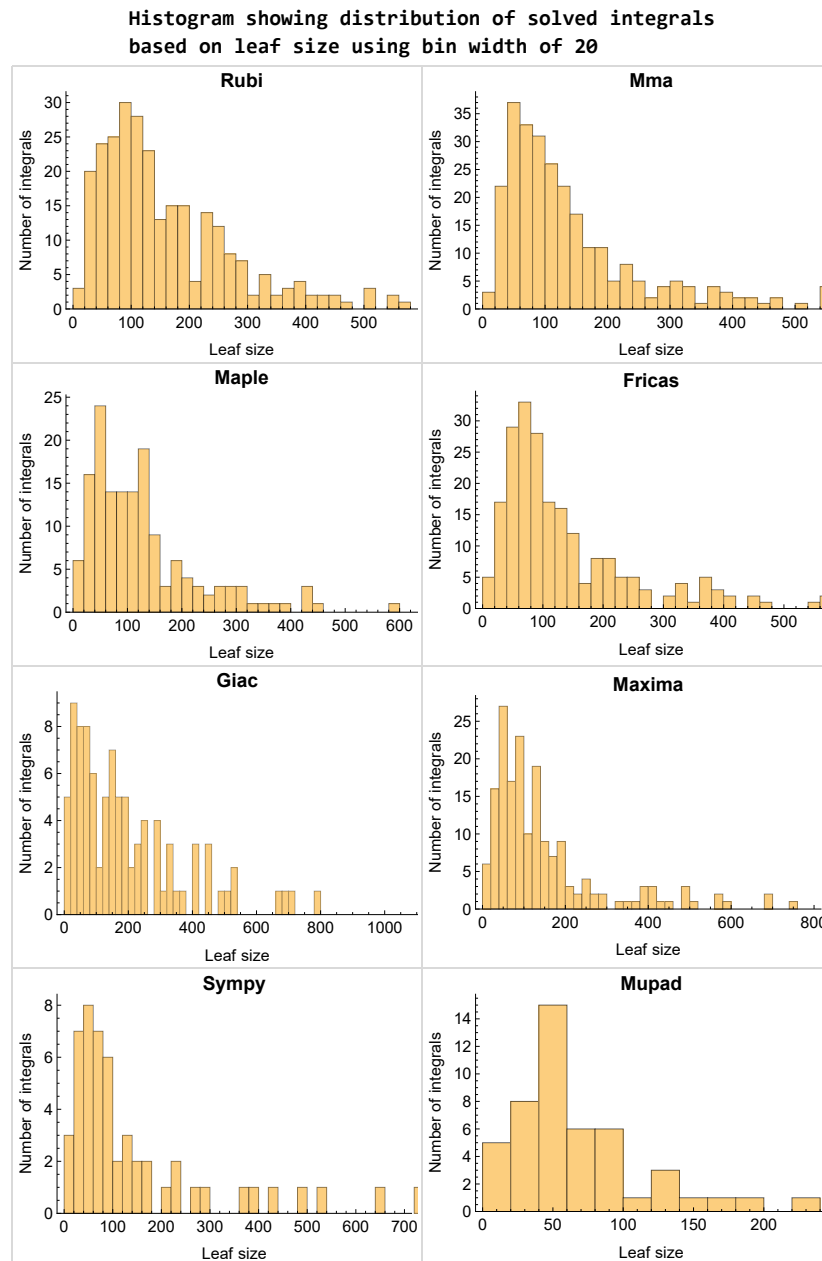 Histogram showing distribution of solved integrals
based on leaf size using bin width of 20
Rubi
Number of integrals
30
25
20
15
10
5
0
0 100 200 300 400 500
Leaf size
Mma
Number of integrals
35
30
25
20
15
10
5
0
0 100 200 300 400 500
Leaf size
Maple
Number of integrals
25
20
15
10
5
0
0 100 200 300 400 500 600
Leaf size
Fricas
Number of integrals
30
25
20
15
10
5
0
0 100 200 300 400 500
Leaf size
Giac
Number of integrals
8
6
4
2
0
0 200 400 600 800 1000
Leaf size
Maxima
Number of integrals
25
20
15
10
5
0
0 200 400 600 800
Leaf size
Sympy
Number of integrals
8
6
4
2
0
0 100 200 300 400 500 600 700
Leaf size
Mupad
Number of integrals
14
12
10
8
6
4
2
0
0 50 100 150 200
Leaf size